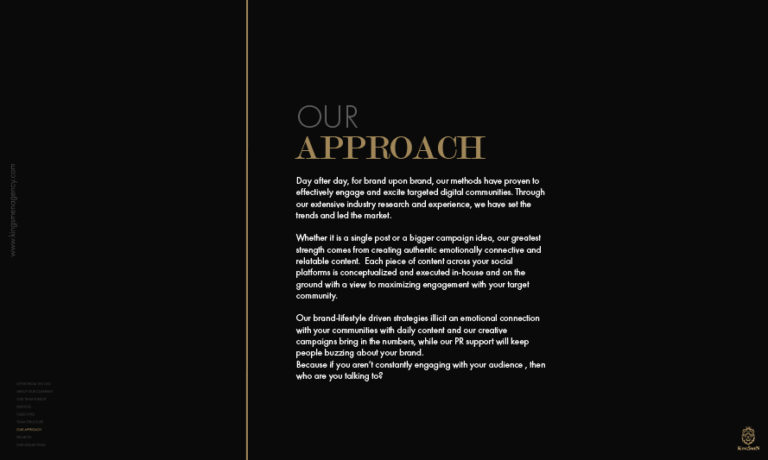 OUR
APPROACH
Day after day, for brand upon brand, our methods have proven to
effectively engage and excite targeted digital communities. Through
our extensive industry research and experience, we have set the
trends and led the market.
Whether it is a single post or a bigger campaign idea, our greatest
strength comes from creating authentic emotionally connective and
relatable content. Each piece of content across your social
platforms is conceptualized and executed in-house and on the
ground with a view to maximizing engagement with your target
community.
Our brand-lifestyle driven strategies illicit an emotional connection
with your communities with daily content and our creative
campaigns bring in the numbers, while our PR support will keep
people buzzing about your brand.
Because if you aren't constantly engaging with your audience , then
who are you talking to?
www.kingsmenagency.com
OUR APPROACH
KingSmeN